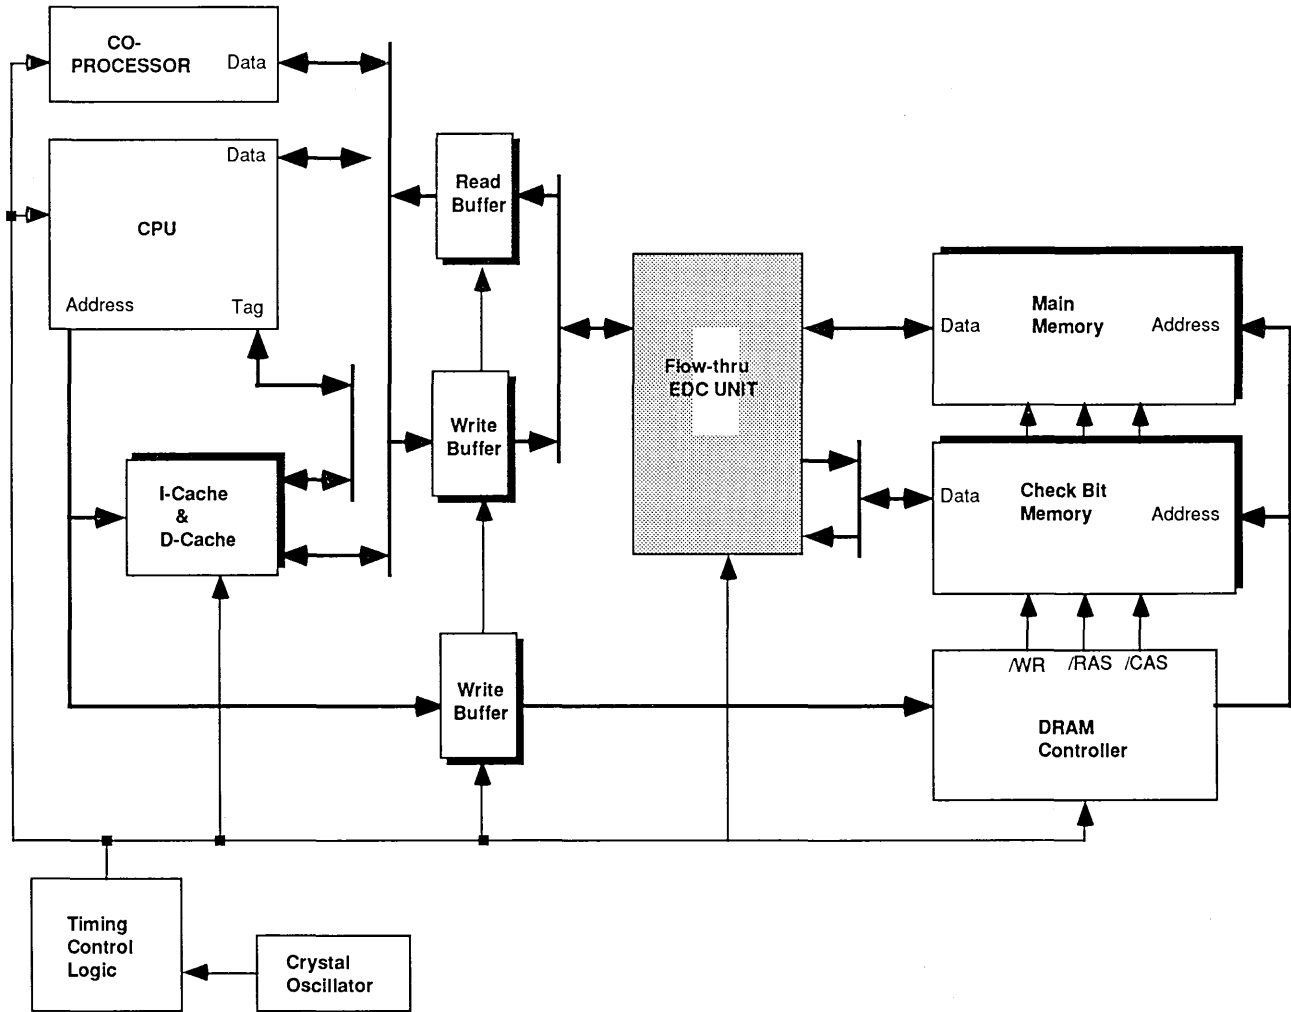 CO-
PROCESSOR
Data
Data
CPU
Address
Tag
Read
Buffer
Write
Buffer
I-Cache
&
D-Cache
Flow-thru
EDC UNIT
Main
Memory
Data
Address
Check Bit
Memory
Data
Address
/WR
/RAS
/CAS
DRAM
Controller
Write
Buffer
Timing
Control
Logic
Crystal
Oscillator